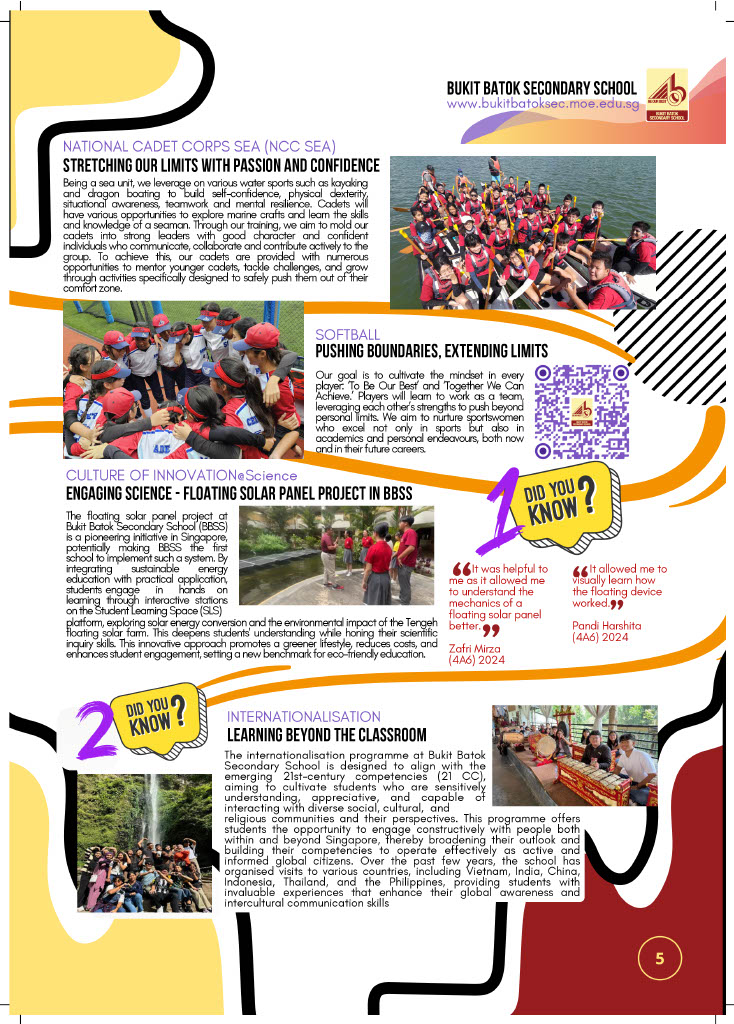 BUKIT BATOK SECONDARY SCHOOL
www.bukitbatoksec.moe.edu.sg
BUKIT BATOK
SECONDARY SCHOOL
NATIONAL CADET CORPS SEA (NCC SEA)
STRETCHING OUR LIMITS WITH PASSION AND CONFIDENCE
Being a sea unit, we leverage on various water sports such as kayaking
and dragon boating to build self-confidence, physical dexterity,
situational awareness, teamwork and mental resilience. Cadets will
have various opportunities to explore marine crafts and learn the skills
and knowledge of a seaman. Through our training, we aim to mold our
cadets into strong leaders with good character and confident
individuals who communicate, collaborate and contribute actively to the
group. To achieve this, our cadets are provided with numerous
opportunities to mentor younger cadets, tackle challenges, and grow
through activities specifically designed to safely push them out of their
comfort zone.
SOFTBALL
PUSHING BOUNDARIES, EXTENDING LIMITS
Our goal is to cultivate the mindset in every
player: 'To Be Our Best' and 'Together We Can
Achieve.' Players will learn to work as a team,
leveraging each other's strengths to push beyond
personal limits. We aim to nurture sportswomen
who excel not only in sports but also in
academics and personal endeavours, both now
and in their future careers.
CULTURE OF INNOVATION@Science
ENGAGING SCIENCE - FLOATING SOLAR PANEL PROJECT IN BBSS
The floating solar panel project at
Bukit Batok Secondary School (BBSS)
is a pioneering initiative in Singapore,
potentially making BBSS the first
school to implement such a system. By
integrating sustainable energy
education with practical application,
students engage in hands on
learning through interactive stations
on the Student Learning Space (SLS)
platform, exploring solar energy conversion and the environmental impact of the Tengeh
floating solar farm. This deepens students' understanding while honing their scientific
inquiry skills. This innovative approach promotes a greener lifestyle, reduces costs, and
enhances student engagement, setting a new benchmark for eco-friendly education.
1
DID YOU
KNOW?
“It was helpful to
me as it allowed me
to understand the
mechanics of a
floating solar panel
better.”
Zafri Mirza
(4A6) 2024
“It allowed me to
visually learn how
the floating device
worked.”
Pandi Harshita
(4A6) 2024
2
DID YOU
KNOW?
INTERNATIONALISATION
LEARNING BEYOND THE CLASSROOM
The internationalisation programme at Bukit Batok
Secondary School is designed to align with the
emerging 21st-century competencies (21 CC),
aiming to cultivate students who are sensitively
understanding, appreciative, and capable of
interacting with diverse social, cultural, and
religious communities and their perspectives. This programme offers
students the opportunity to engage constructively with people both
within and beyond Singapore, thereby broadening their outlook and
building their competencies to operate effectively as active and
informed global citizens. Over the past few years, the school has
organised visits to various countries, including Vietnam, India, China,
Indonesia, Thailand, and the Philippines, providing students with
invaluable experiences that enhance their global awareness and
intercultural communication skills
5